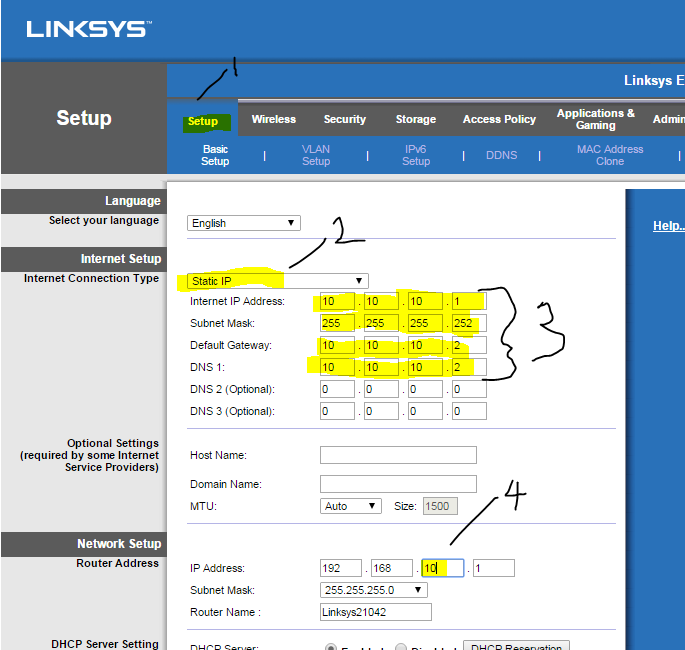 LINKSYS™
1
Linksys E
Setup
Setup Wireless Security Storage Access Policy Applications & Gaming Admin
Basic Setup | VLAN Setup | IPv6 Setup | DDNS | MAC Address Clone |
Language
Select your language
English
Help..
2
Internet Setup
Internet Connection Type
Static IP
Internet IP Address: 10 . 10 . 10 . 1
Subnet Mask: 255 . 255 . 255 . 252
3
Default Gateway: 10 . 10 . 10 . 2
DNS 1: 10 . 10 . 10 . 2
DNS 2 (Optional): 0 . 0 . 0 . 0
DNS 3 (Optional): 0 . 0 . 0 . 0
Optional Settings
(required by some Internet
Service Providers)
Host Name:
Domain Name:
MTU: Auto Size: 1500
4
Network Setup
Router Address
IP Address: 192 . 168 . 10 . 1
Subnet Mask: 255.255.255.0
Router Name : Linksys21042
DHCP Server Setting
DHCP Server: Enabled Disabled DHCP Reservation